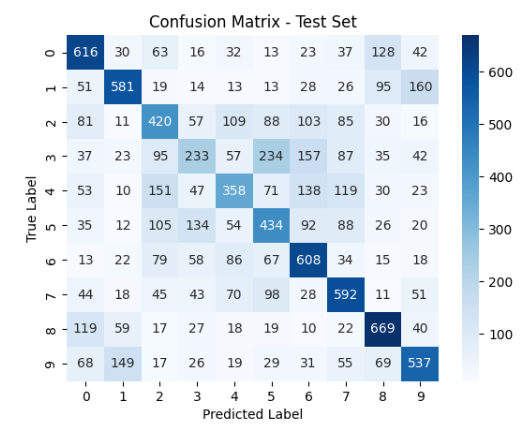 Confusion Matrix - Test Set
0 616 30 63 16 32 13 23 37 128 42
1 51 581 19 14 13 13 28 26 95 160
2 81 11 420 57 109 88 103 85 30 16
3 37 23 95 233 57 234 157 87 35 42
4 53 10 151 47 358 71 138 119 30 23
5 35 12 105 134 54 434 92 88 26 20
6 13 22 79 58 86 67 608 34 15 18
7 44 18 45 43 70 98 28 592 11 51
8 119 59 17 27 18 19 10 22 669 40
9 68 149 17 26 19 29 31 55 69 537
0 1 2 3 4 5 6 7 8 9
Predicted Label
True Label
600
500
400
300
200
100